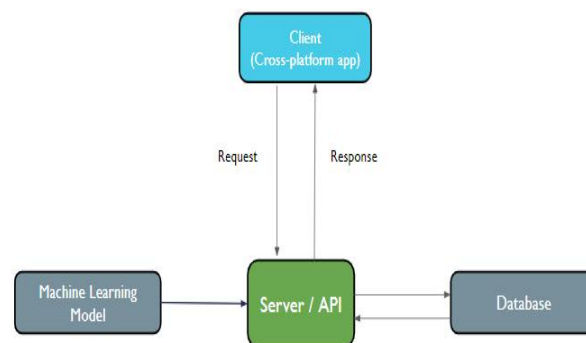 Client
(Cross-platform app)
Request
Response
Machine Learning
Model
Server / API
Database